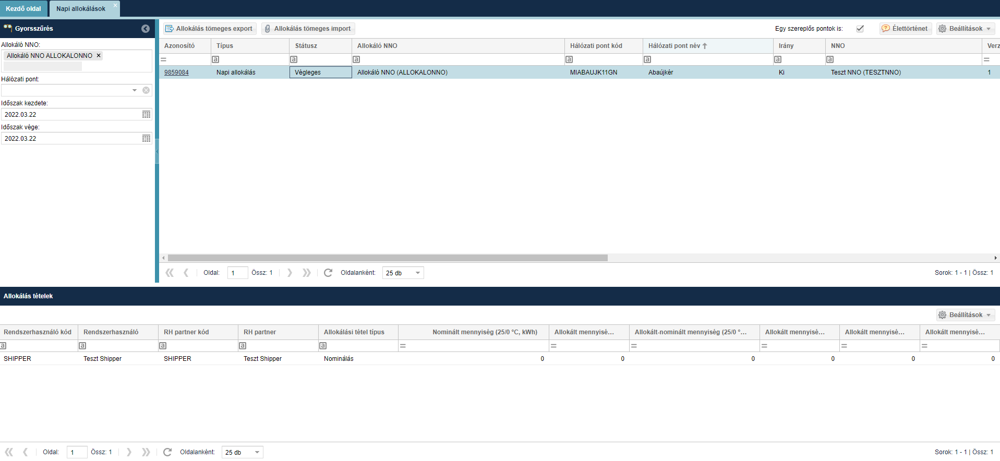 Kezdő oldal
Napi allokálások
Gyorsszűrés
Allokáló NNO:
Allokáló NNO ALLOKALONNO
Hálózati pont:
Időszak kezdete:
2022.03.22
Időszak vége:
2022.03.22
Allokálás tömeges export Allokálás tömeges import Egy szereplős pontok is: Élettörténet Beállítások
Azonosító Típus Státusz Allokáló NNO Hálózati pont kód Hálózati pont név Irány NNO Verz
= a a a a a a a =
9859084 Napi allokálás Végleges Allokáló NNO (ALLOKALONNO) MIABAUJK11GN Abaújkér Ki Teszt NNO (TESZTNNO) 1
Oldal: 1 Össz: 1 Oldalanként: 25 db Sorok: 1 - 1 | Össz: 1
Allokálás tételek
Beállítások
Rendszerhasználó kód Rendszerhasználó RH partner kód RH partner Allokálási tétel típus Nominált mennyiség (25/0 °C, kWh) Allokált mennyisé... Allokált-nominált mennyiség (25/0 °... Allokált mennyisé... Allokált mennyisé... Allokált mennyisé...
a a a a a = = = = = =
SHIPPER Teszt Shipper SHIPPER Teszt Shipper Nominálás 0 0 0 0 0 0
Oldal: 1 Össz: 1 Oldalanként: 25 db Sorok: 1 - 1 | Össz: 1